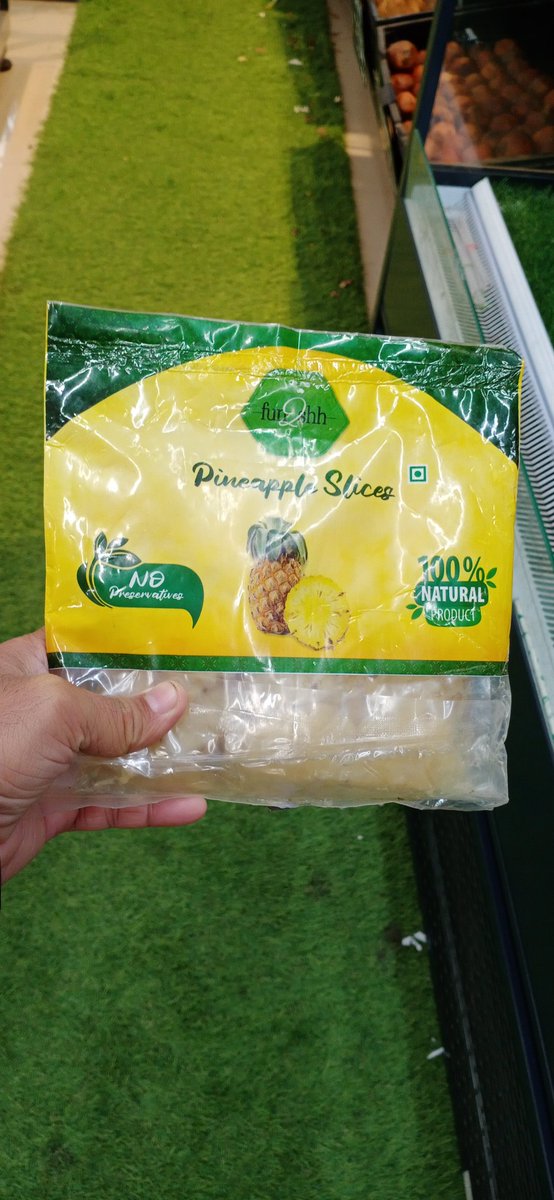 Pineapple Slices
NO
Preservatives
100%
NATURAL
PRODUCT